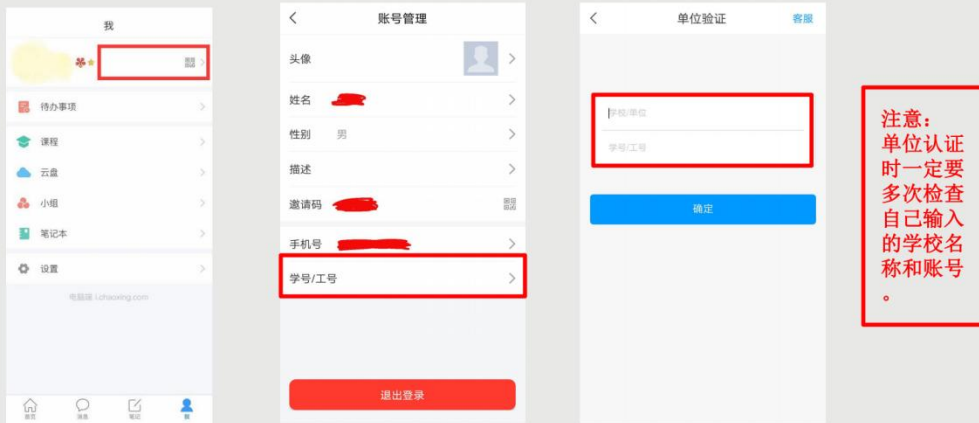 我
待办事项
课程
云盘
小组
笔记本
设置
电脑端 i.chaoxing.com
首页
消息
笔记
我
账号管理
头像
姓名
性别 男
描述
邀请码
手机号
学号/工号
退出登录
单位验证 客服
学校/单位
学号/工号
确定
注意：
单位认证
时一定要
多次检查
自己输入
的学校名
称和账号
。